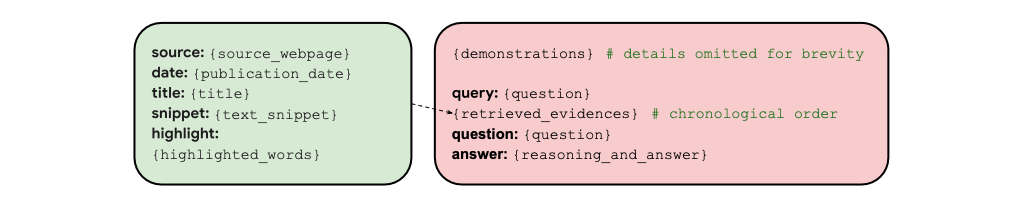 source: {source_webpage}
date: {publication_date}
title: {title}
snippet: {text_snippet}
highlight:
{highlighted_words}
{demonstrations} # details omitted for brevity
query: {question}
{retrieved_evidences} # chronological order
question: {question}
answer: {reasoning_and_answer}